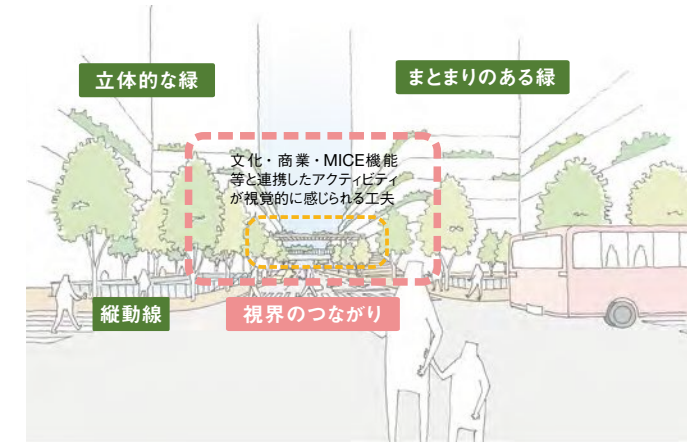 立体的な緑
まとまりのある緑
文化・商業・MICE機能
等と連携したアクティビティ
が視覚的に感じられる工夫
縦動線
視界のつながり